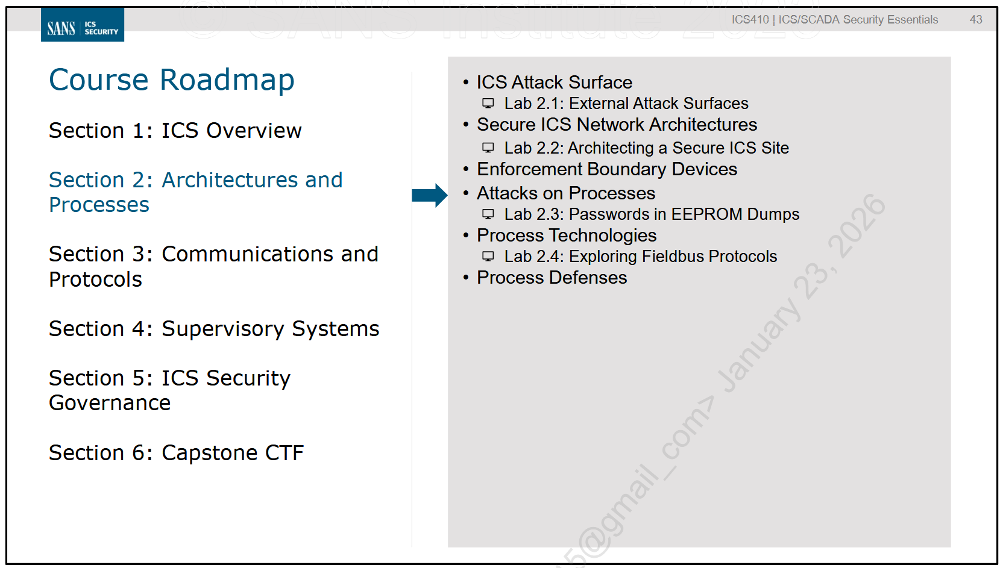 © SANS Institute 2026
SANS
ICS
SECURITY
ICS410 | ICS/SCADA Security Essentials
43
Course Roadmap
Section 1: ICS Overview
Section 2: Architectures and
Processes
Section 3: Communications and
Protocols
Section 4: Supervisory Systems
Section 5: ICS Security
Governance
Section 6: Capstone CTF
• ICS Attack Surface
Lab 2.1: External Attack Surfaces
• Secure ICS Network Architectures
Lab 2.2: Architecting a Secure ICS Site
• Enforcement Boundary Devices
• Attacks on Processes
Lab 2.3: Passwords in EEPROM Dumps
• Process Technologies
Lab 2.4: Exploring Fieldbus Protocols
• Process Defenses
5@gmail_com> January 23, 2026